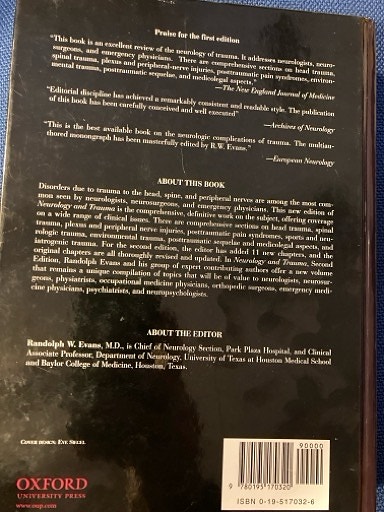 Praise for the first edition
"This book is an excellent review of the neurology of trauma. It addresses neurologists, neuro-
surgeons, and emergency physicians. There are comprehensive sections on head trauma,
spinal trauma, plexus and peripheral-nerve injuries, posttraumatic pain syndromes, environ-
mental trauma, posttraumatic sequelae, and medicolegal aspects."
—The New England Journal of Medicine
"Editorial discipline has achieved a remarkably consistent and readable style. The publication
of this book has been carefully conceived and well executed"
—Archives of Neurology
"This is the best available book on the neurologic complications of trauma. The multian-
thored monograph has been masterfully edited by R.W. Evans."
—European Neurology
ABOUT THIS BOOK
Disorders due to trauma to the head, spine, and peripheral nerves are among the most com-
mon seen by neurologists, neurosurgeons, and emergency physicians. This new edition of
Neurology and Trauma is the comprehensive, definitive work on the subject, offering coverage
on a wide range of clinical issues. There are comprehensive sections on head trauma, spinal
trauma, plexus and peripheral nerve injuries, posttraumatic pain syndromes, sports and neu-
rologic trauma, environmental trauma, posttraumatic sequelae and medicolegal aspects, and
iatrogenic trauma. For the second edition, the editor has added 11 new chapters, and the
original chapters are all thoroughly revised and updated. In Neurology and Trauma, Second
Edition, Randolph Evans and his group of expert contributing authors offer a new volume
that remains a unique compilation of topics that will be of value to neurologists, neurosur-
geons, physiatrists, occupational medicine physicians, orthopedic surgeons, emergency medi-
cine physicians, psychiatrists, and neuropsychologists.
ABOUT THE EDITOR
Randolph W. Evans, M.D., is Chief of Neurology Section, Park Plaza Hospital, and Clinical
Associate Professor, Department of Neurology, University of Texas at Houston Medical School
and Baylor College of Medicine, Houston, Texas.
COVER DESIGN: EVE SIEGEL
OXFORD
UNIVERSITY PRESS
www.oup.com
90000
9 780195 170320
ISBN 0-19-517032-6